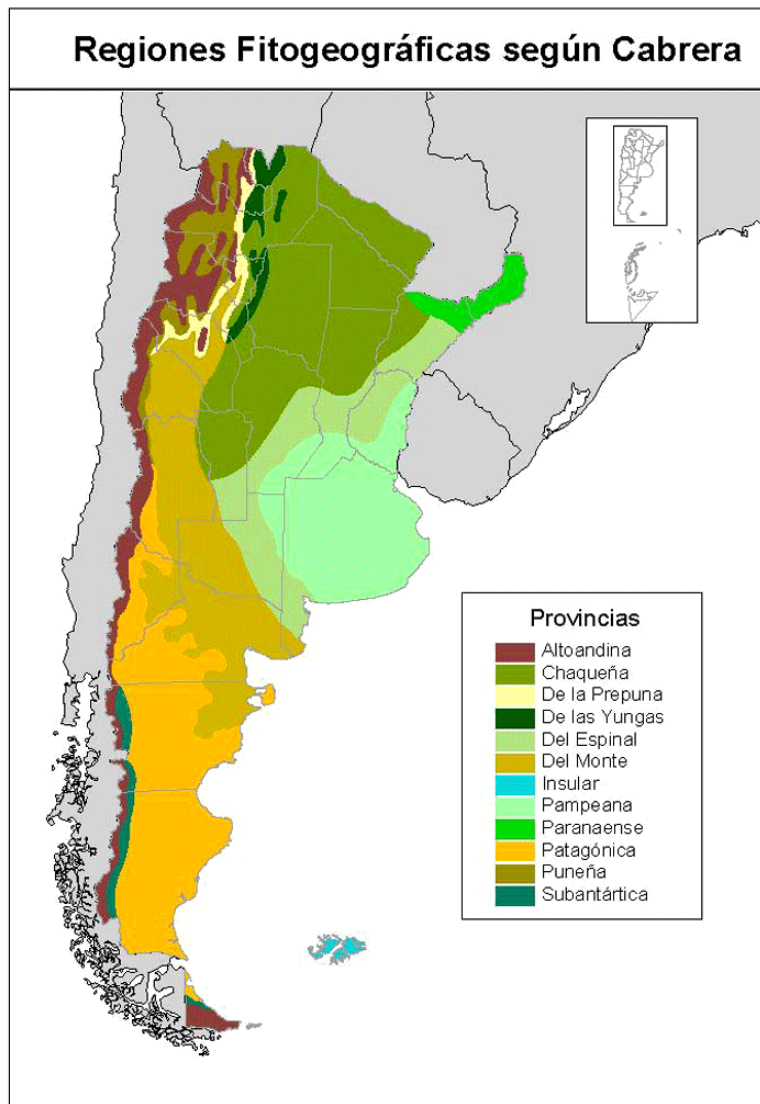 Regiones Fitogeográficas según Cabrera
Provincias
Altoandina
Chaqueña
De la Prepuna
De las Yungas
Del Espinal
Del Monte
Insular
Pampeana
Paranaense
Patagónica
Puneña
Subantártica